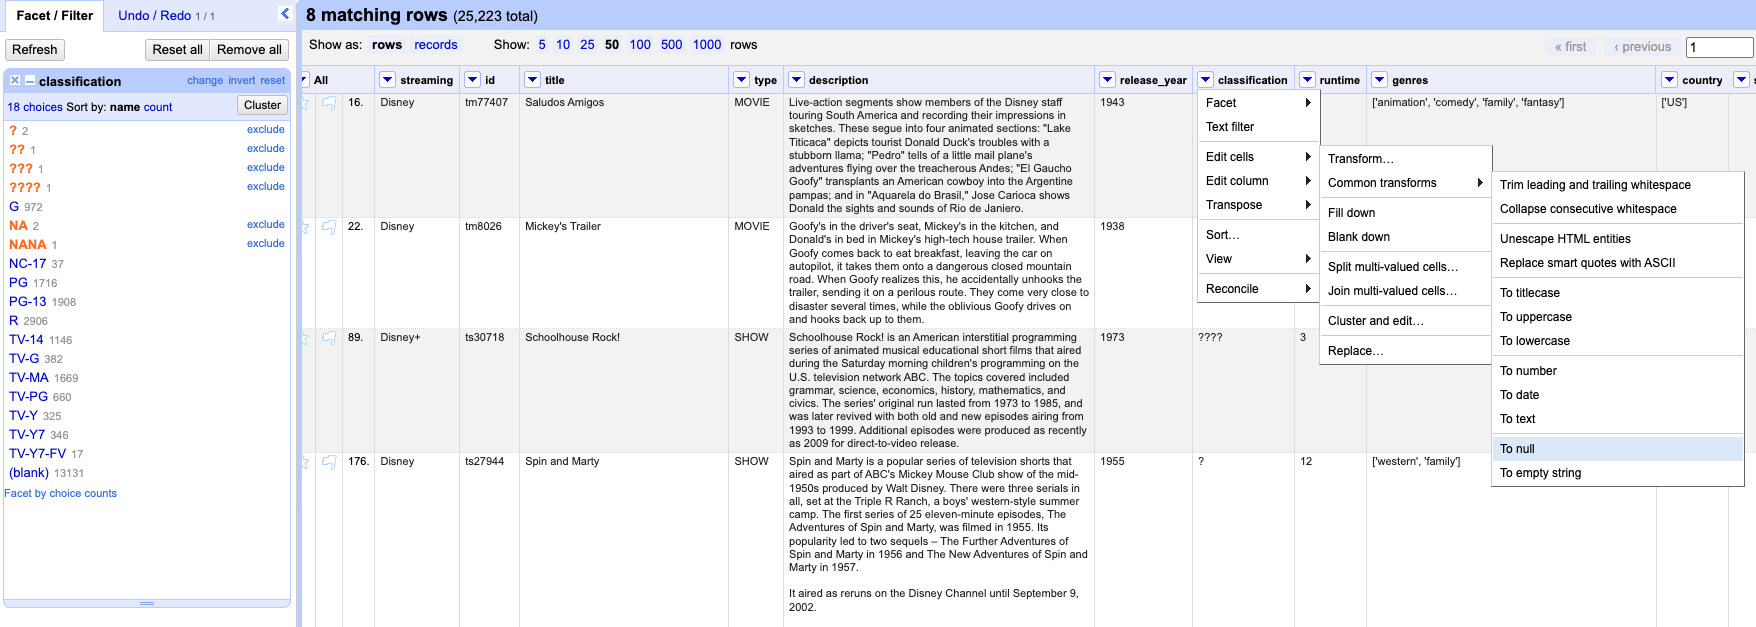 Facet / Filter
Undo / Redo 1 / 1
Refresh
Reset all
Remove all
classification
change invert reset
18 choices Sort by: name count
Cluster
? 2
exclude
?? 1
exclude
??? 1
exclude
???? 1
exclude
G 972
NA 2
exclude
NANA 1
exclude
NC-17 37
PG 1716
PG-13 1908
R 2906
TV-14 1146
TV-G 382
TV-MA 1669
TV-PG 660
TV-Y 325
TV-Y7 346
TV-Y7-FV 17
(blank) 13131
Facet by choice counts
8 matching rows (25,223 total)
Show as: rows records
Show: 5 10 25 50 100 500 1000 rows
« first
‹ previous
1
All
streaming
id
title
type
description
release_year
classification
runtime
genres
country
16.
Disney
tm77407
Saludos Amigos
MOVIE
Live-action segments show members of the Disney staff
touring South America and recording their impressions in
sketches. These segue into four animated sections: "Lake
Titicaca" depicts tourist Donald Duck's troubles with a
stubborn llama; "Pedro" tells of a little mail plane's
adventures flying over the treacherous Andes; "El Gaucho
Goofy" transplants an American cowboy into the Argentine
pampas; and in "Aquarela do Brasil," Jose Carioca shows
Donald the sights and sounds of Rio de Janiero.
1943
['animation', 'comedy', 'family', 'fantasy']
['US']
22.
Disney
tm8026
Mickey's Trailer
MOVIE
Goofy's in the driver's seat, Mickey's in the kitchen, and
Donald's in bed in Mickey's high-tech house trailer. When
Goofy comes back to eat breakfast, leaving the car on
autopilot, it takes them onto a dangerous closed mountain
road. When Goofy realizes this, he accidentally unhooks the
trailer, sending it on a perilous route. They come very close to
disaster several times, while the oblivious Goofy drives on
and hooks back up to them.
1938
89.
Disney+
ts30718
Schoolhouse Rock!
SHOW
Schoolhouse Rock! is an American interstitial programming
series of animated musical educational short films that aired
during the Saturday morning children's programming on the
U.S. television network ABC. The topics covered included
grammar, science, economics, history, mathematics, and
civics. The series' original run lasted from 1973 to 1985, and
was later revived with both old and new episodes airing from
1993 to 1999. Additional episodes were produced as recently
as 2009 for direct-to-video release.
1973
????
3
176.
Disney
ts27944
Spin and Marty
SHOW
Spin and Marty is a popular series of television shorts that
aired as part of ABC's Mickey Mouse Club show of the mid-
1950s produced by Walt Disney. There were three serials in
all, set at the Triple R Ranch, a boys' western-style summer
camp. The first series of 25 eleven-minute episodes, The
Adventures of Spin and Marty, was filmed in 1955. Its
popularity led to two sequels – The Further Adventures of
Spin and Marty in 1956 and The New Adventures of Spin and
Marty in 1957.
It aired as reruns on the Disney Channel until September 9,
2002.
1955
?
12
['western', 'family']
Facet
Text filter
Edit cells
Edit column
Transpose
Sort…
View
Reconcile
Transform…
Common transforms
Fill down
Blank down
Split multi-valued cells…
Join multi-valued cells…
Cluster and edit…
Replace…
Trim leading and trailing whitespace
Collapse consecutive whitespace
Unescape HTML entities
Replace smart quotes with ASCII
To titlecase
To uppercase
To lowercase
To number
To date
To text
To null
To empty string